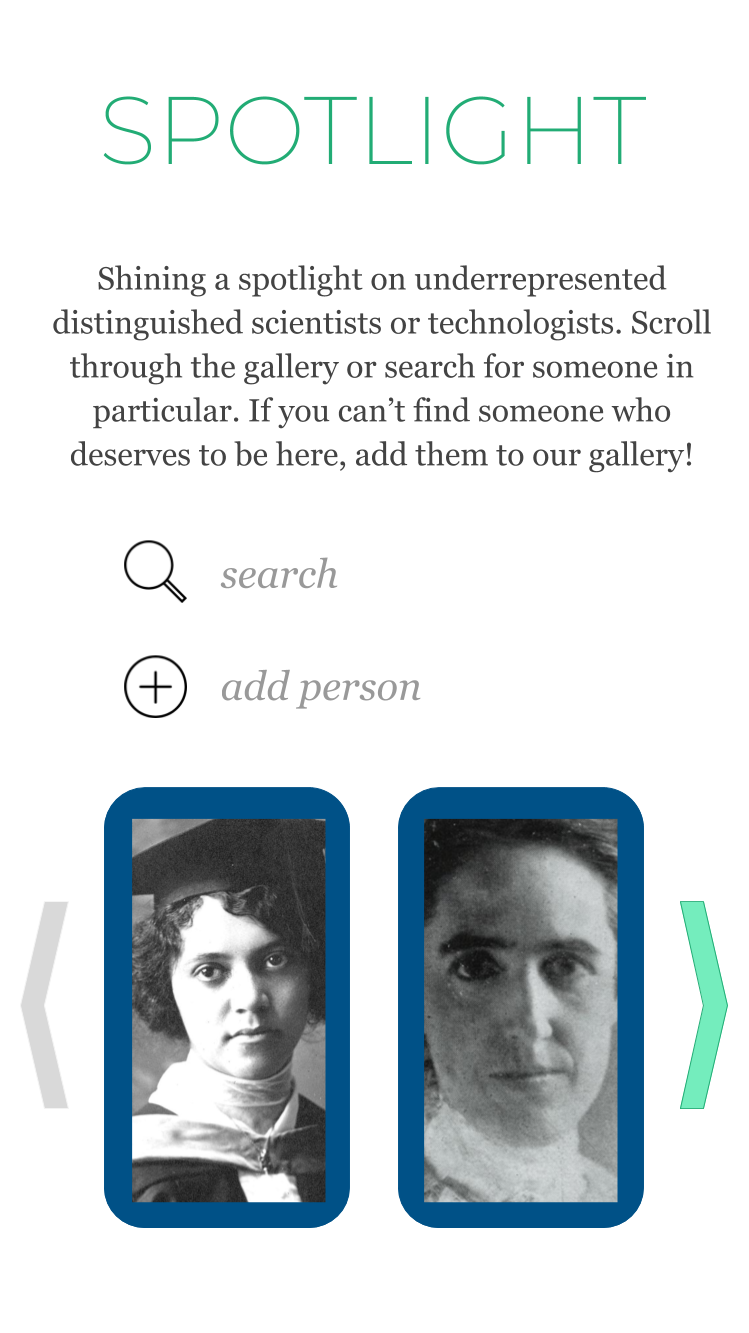 SPOTLIGHT
Shining a spotlight on underrepresented
distinguished scientists or technologists. Scroll
through the gallery or search for someone in
particular. If you can’t find someone who
deserves to be here, add them to our gallery!
search
add person